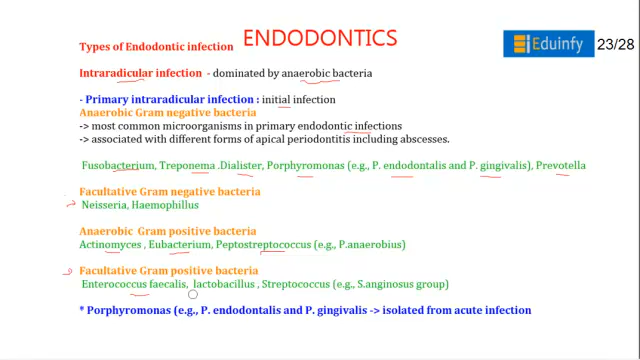 ENDODONTICS
Eduinfy
23/28
Types of Endodontic infection
Intraradicular infection - dominated by anaerobic bacteria
- Primary intraradicular infection : initial infection
Anaerobic Gram negative bacteria
-> most common microorganisms in primary endodontic infections
-> associated with different forms of apical periodontitis including abscesses.
Fusobacterium, Treponema .Dialister, Porphyromonas (e.g., P. endodontalis and P. gingivalis), Prevotella
Facultative Gram negative bacteria
Neisseria, Haemophillus
Anaerobic Gram positive bacteria
Actinomyces , Eubacterium, Peptostreptococcus (e.g., P.anaerobius)
Facultative Gram positive bacteria
Enterococcus faecalis, lactobacillus , Streptococcus (e.g., S.anginosus group)
* Porphyromonas (e.g., P. endodontalis and P. gingivalis -> isolated from acute infection